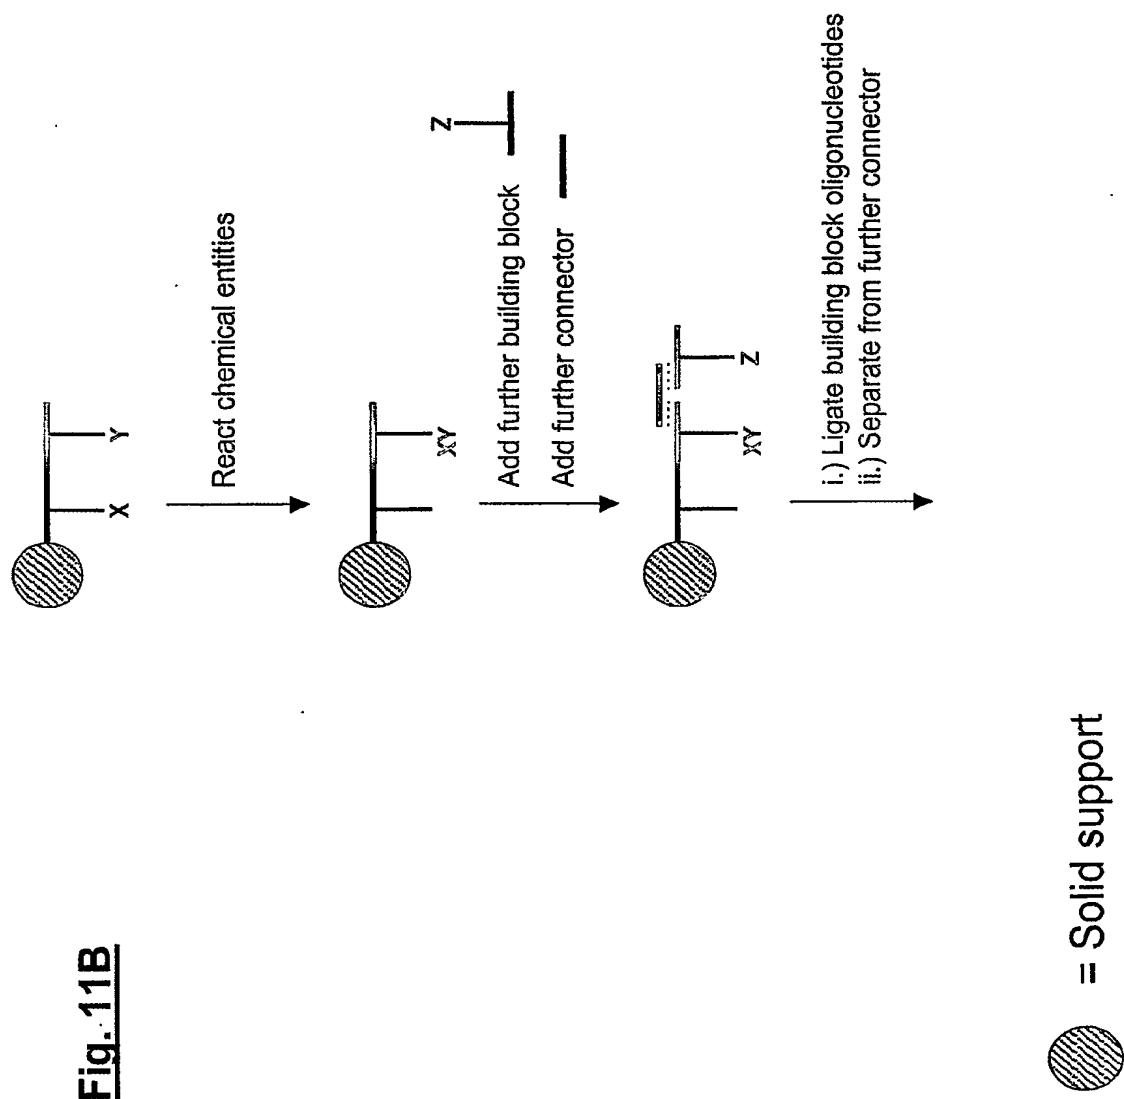 Fig. 11B
X Y
React chemical entities
XY
Z
Add further building block
Add further connector
XY Z
i.) Ligate building block oligonucleotides
ii.) Separate from further connector
= Solid support